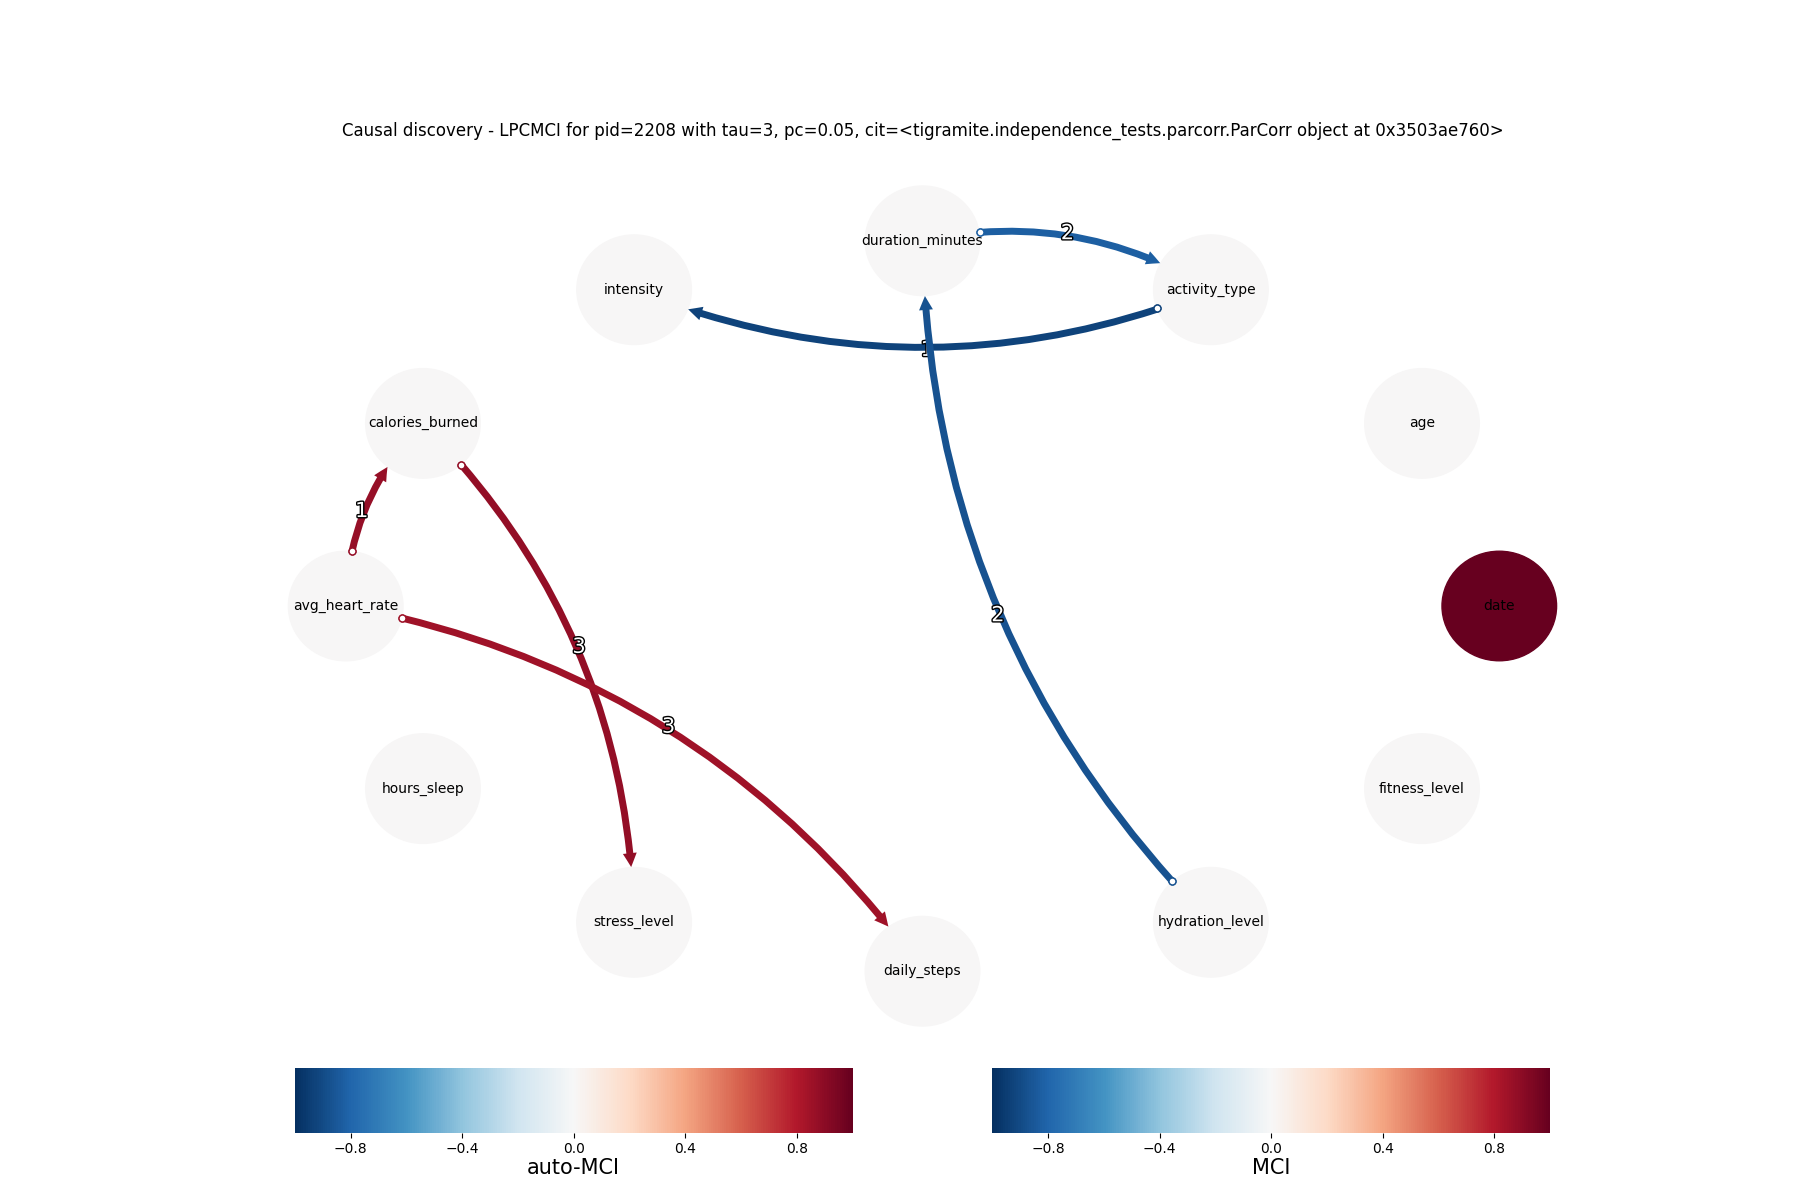 Causal discovery - LPCMCI for pid=2208 with tau=3, pc=0.05, cit=<tigramite.independence_tests.parcorr.ParCorr object at 0x3503ae760>
2
duration_minutes
intensity
activity_type
1
calories_burned
age
1
avg_heart_rate
date
2
3
3
hours_sleep
fitness_level
stress_level
hydration_level
daily_steps
−0.8 −0.4 0.0 0.4 0.8
auto-MCI
−0.8 −0.4 0.0 0.4 0.8
MCI